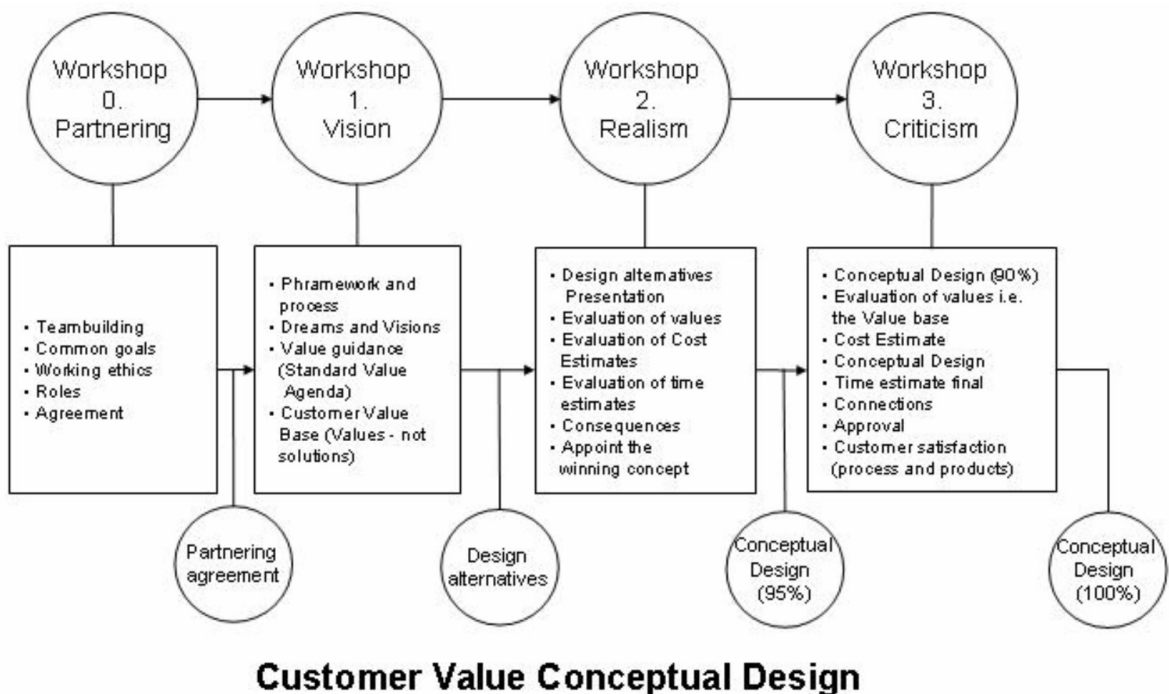 Workshop
0.
Partnering
Workshop
1.
Vision
Workshop
2.
Realism
Workshop
3.
Criticism
• Teambuilding
• Common goals
• Working ethics
• Roles
• Agreement
• Phramework and
process
• Dreams and Visions
• Value guidance
(Standard Value
Agenda)
• Customer Value
Base (Values - not
solutions)
• Design alternatives
Presentation
• Evaluation of values
• Evaluation of Cost
Estimates
• Evaluation of time
estimates
• Consequences
• Appoint the
winning concept
• Conceptual Design (90%)
• Evaluation of values i.e.
the Value base
• Cost Estimate
• Conceptual Design
• Time estimate final
• Connections
• Approval
• Customer satisfaction
(process and products)
Partnering
agreement
Design
alternatives
Conceptual
Design
(95%)
Conceptual
Design
(100%)
Customer Value Conceptual Design